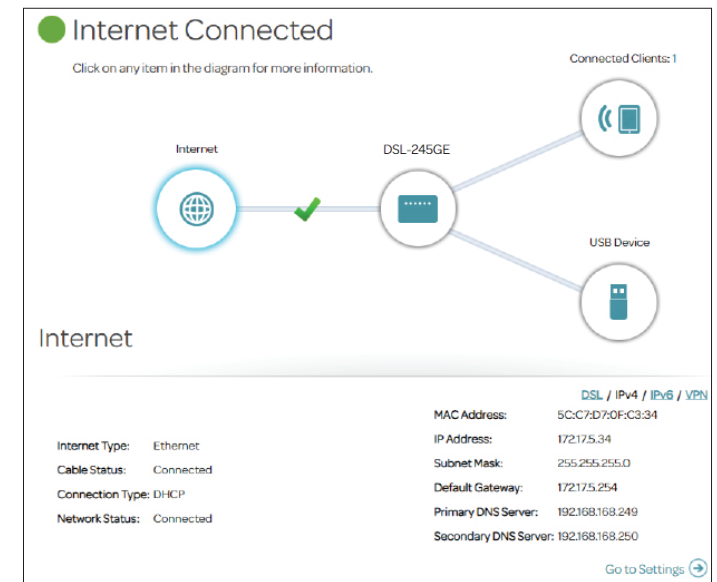 Internet Connected
Click on any item in the diagram for more information.
Connected Clients: 1
Internet
DSL-245GE
USB Device
Internet
DSL / IPv4 / IPv6 / VPN
MAC Address: 5C:C7:D7:0F:C3:34
Internet Type: Ethernet
IP Address: 172.17.5.34
Cable Status: Connected
Subnet Mask: 255.255.255.0
Connection Type: DHCP
Default Gateway: 172.17.5.254
Network Status: Connected
Primary DNS Server: 192.168.168.249
Secondary DNS Server: 192.168.168.250
Go to Settings